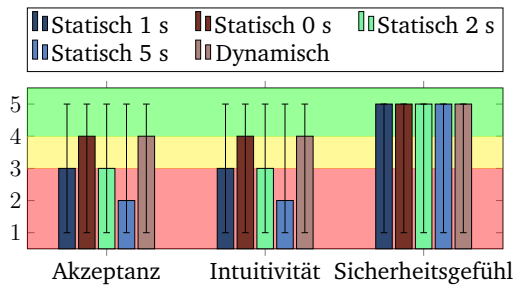 Statisch 1 s Statisch 0 s Statisch 2 s
Statisch 5 s Dynamisch
5
4
3
2
1
Akzeptanz Intuitivität Sicherheitsgefühl